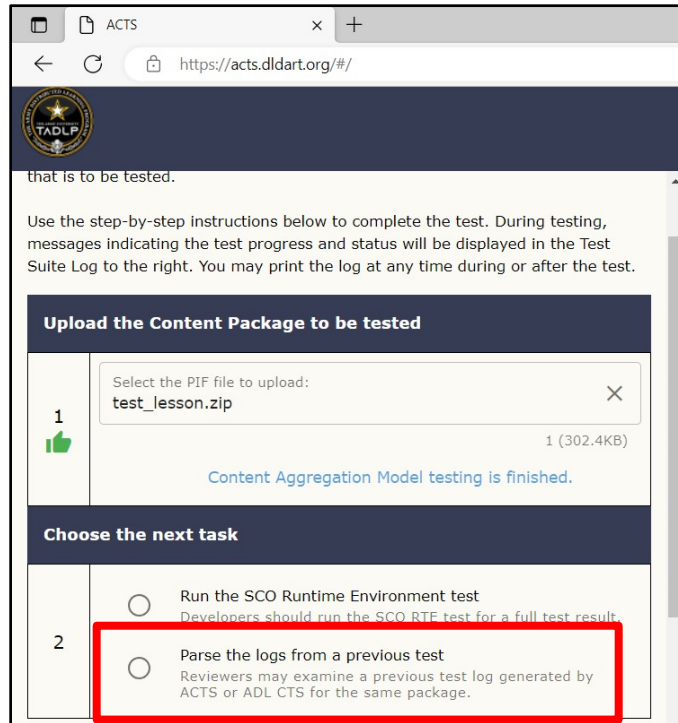 ACTS
https://acts.dldart.org/#/
TADLP
that is to be tested.
Use the step-by-step instructions below to complete the test. During testing,
messages indicating the test progress and status will be displayed in the Test
Suite Log to the right. You may print the log at any time during or after the test.
Upload the Content Package to be tested
1
Select the PIF file to upload:
test_lesson.zip
1 (302.4KB)
Content Aggregation Model testing is finished.
Choose the next task
2
Run the SCO Runtime Environment test
Developers should run the SCO RTE test for a full test result.
Parse the logs from a previous test
Reviewers may examine a previous test log generated by
ACTS or ADL CTS for the same package.